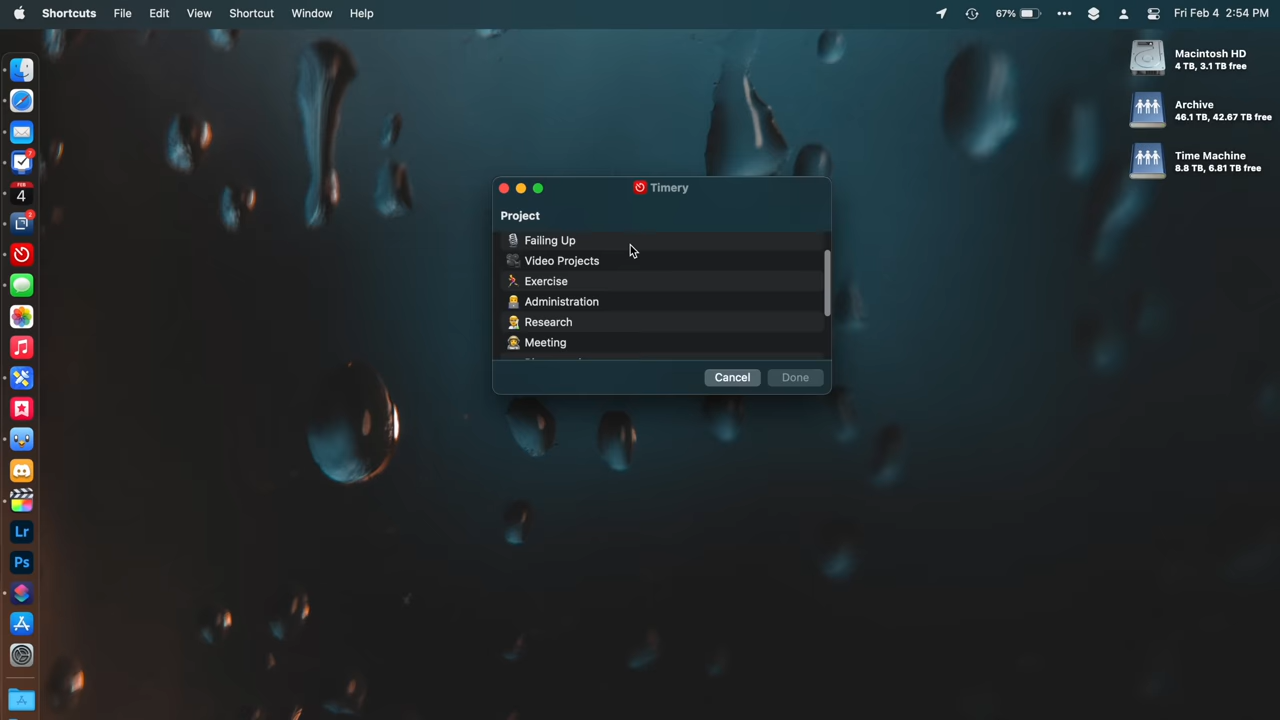 Shortcuts File Edit View Shortcut Window Help 67% Fri Feb 4 2:54 PM
Macintosh HD
4 TB, 3.1 TB free
Archive
46.1 TB, 42.67 TB free
Time Machine
8.8 TB, 6.81 TB free
7
FEB
4
2
Lr
Ps
Timery
Project
Failing Up
Video Projects
Exercise
Administration
Research
Meeting
Cancel Done